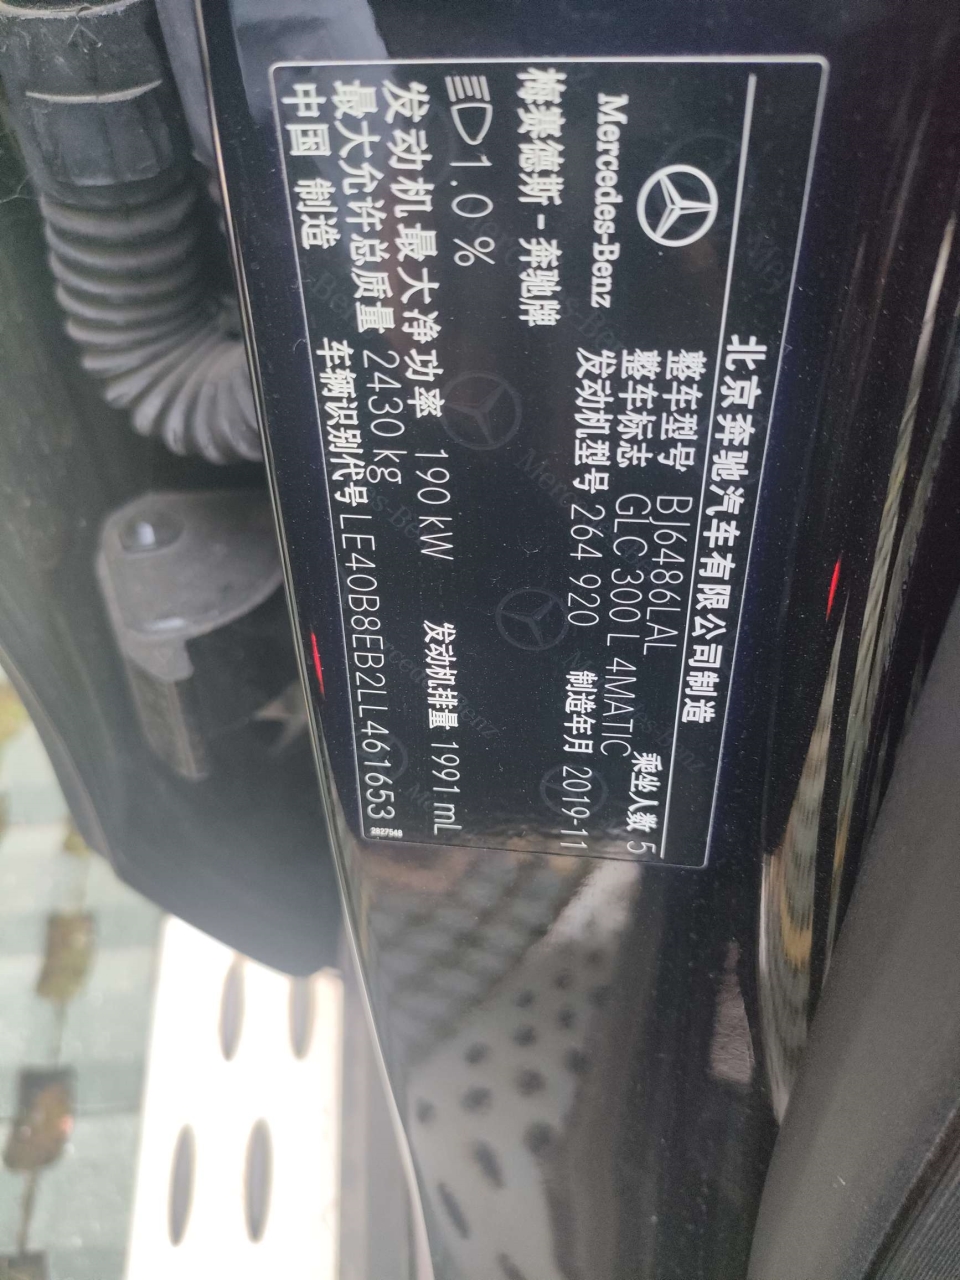 北京奔驰汽车有限公司制造
Mercedes-Benz
整车型号 BJ6486LAL 乘坐人数 5
整车标志 GLC 300 L 4MATIC
发动机型号 264 920 制造年月 2019-11
梅赛德斯-奔驰牌
1.0%
发动机最大净功率 190 kW 发动机排量 1991 mL
最大允许总质量 2430 kg
中国 制造 车辆识别代号 LE40B8EB2LL461653
2827548